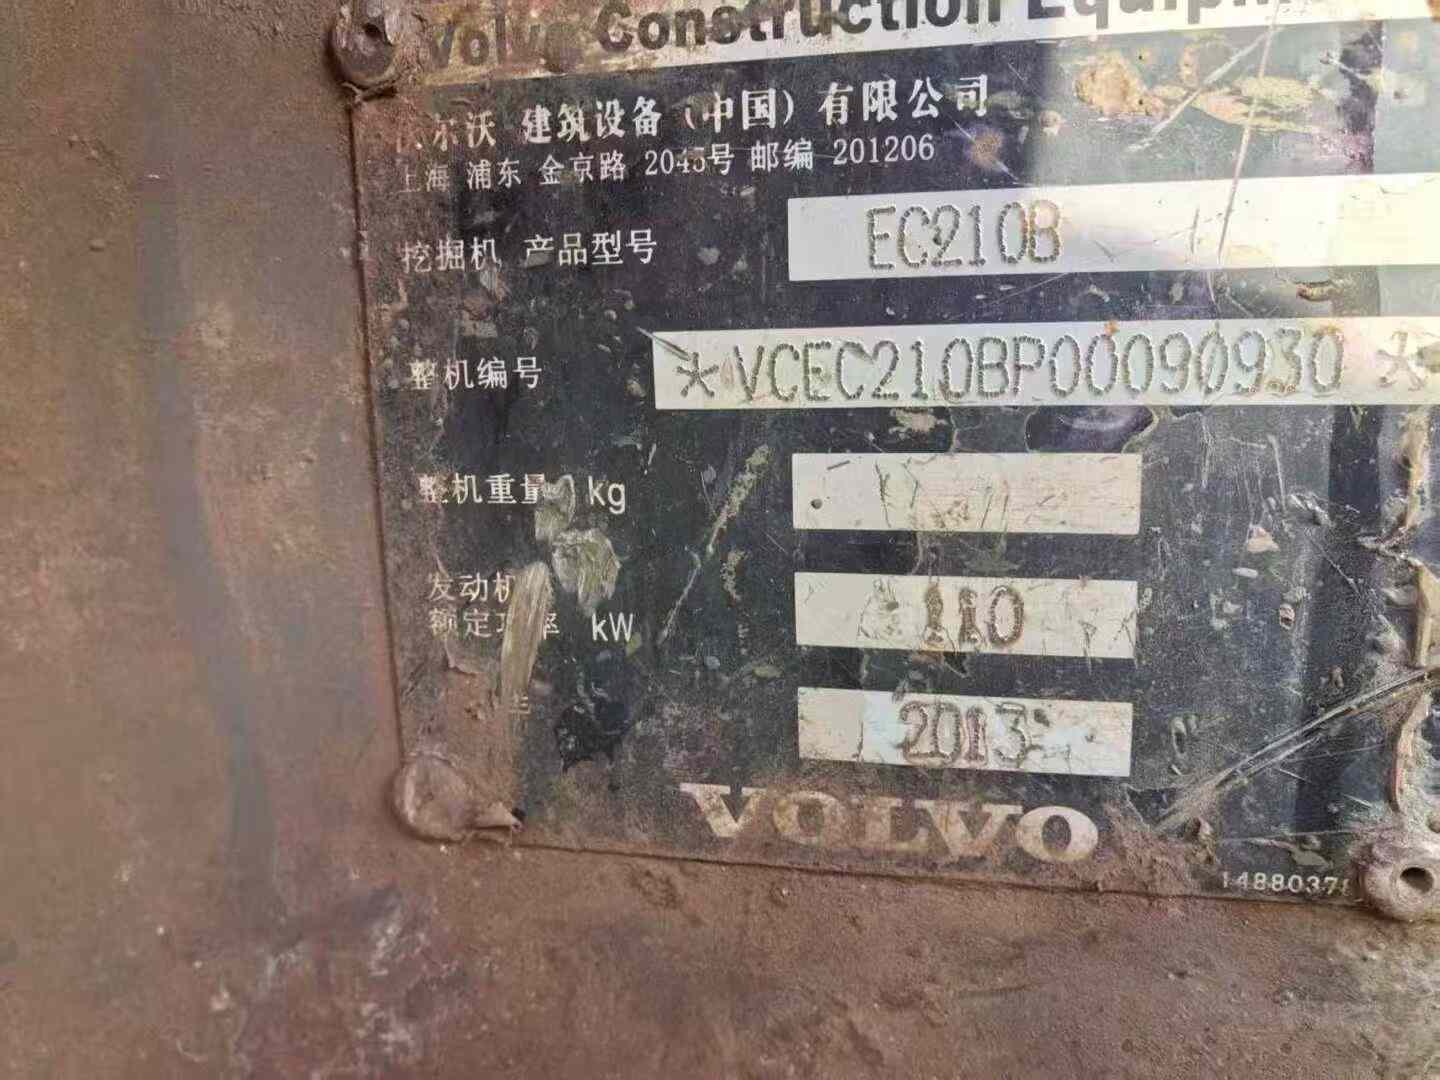 Volvo Construction Equipm
沃尔沃 建筑设备（中国）有限公司
上海 浦东 金京路 2045号 邮编 201206
挖掘机 产品型号 EC210B
整机编号 *VCEC210BP00090930*
整机重量 kg
发动机
额定功率 kW 110
2013
VOLVO
1488037